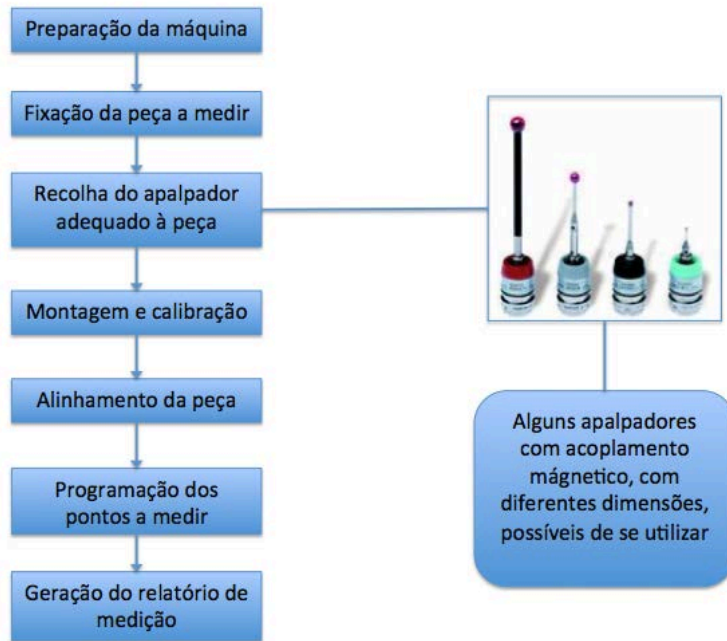 Preparação da máquina
Fixação da peça a medir
Recolha do apalpador
adequado à peça
Montagem e calibração
Alinhamento da peça
Programação dos
pontos a medir
Geração do relatório de
medição
Alguns apalpadores
com acoplamento
mágnetico, com
diferentes dimensões,
possíveis de se utilizar